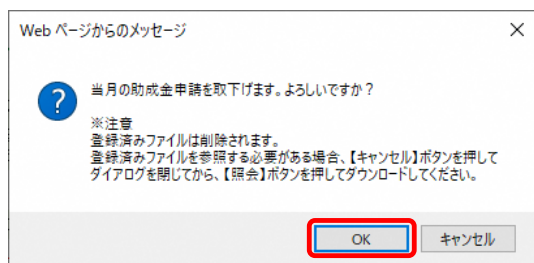 Web ページからのメッセージ
当月の助成金申請を取下げます。よろしいですか？
※注意
登録済みファイルは削除されます。
登録済みファイルを参照する必要がある場合、【キャンセル】ボタンを押して
ダイアログを閉じてから、【照会】ボタンを押してダウンロードしてください。
OK
キャンセル